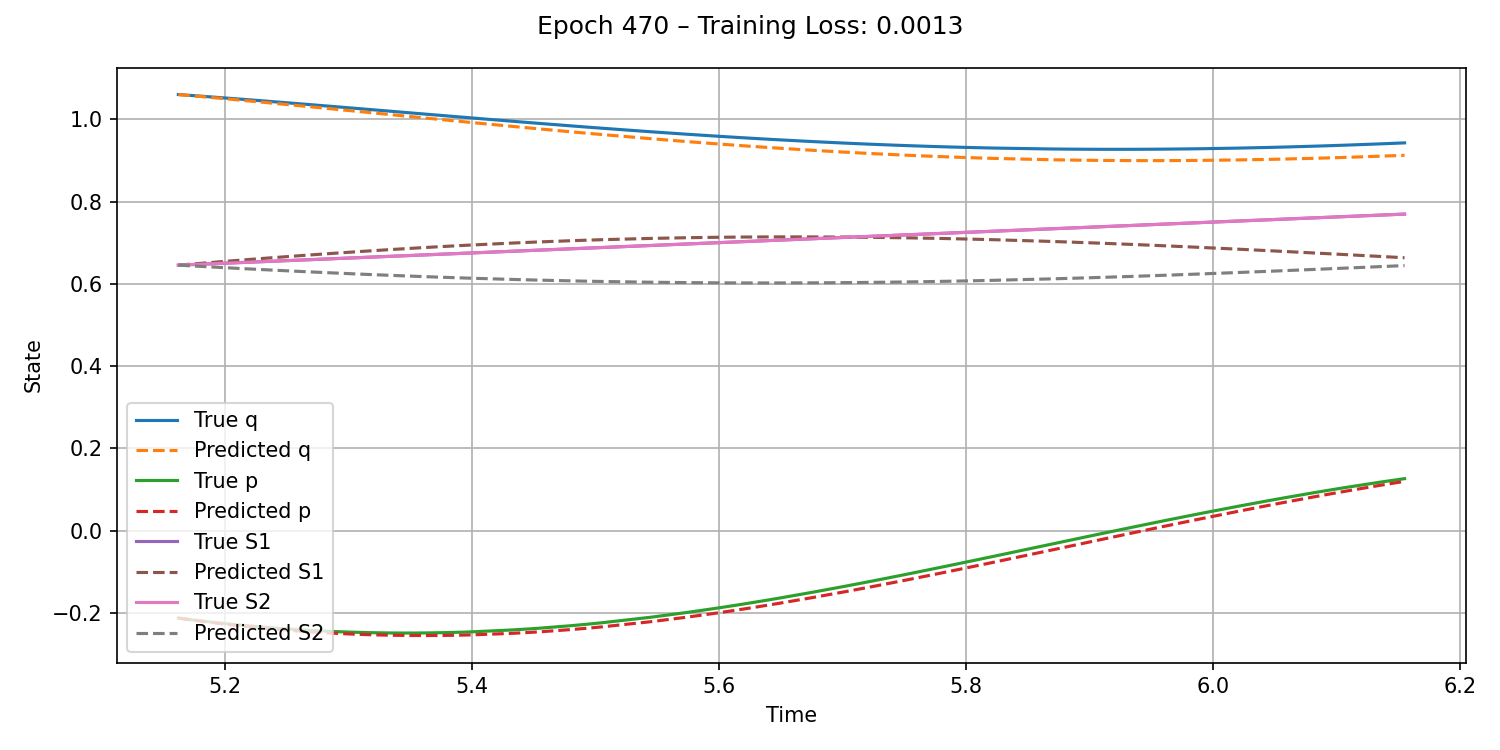 Epoch 470 – Training Loss: 0.0013
State
1.0
0.8
0.6
0.4
0.2
0.0
−0.2
True q
Predicted q
True p
Predicted p
True S1
Predicted S1
True S2
Predicted S2
5.2 5.4 5.6 5.8 6.0 6.2
Time